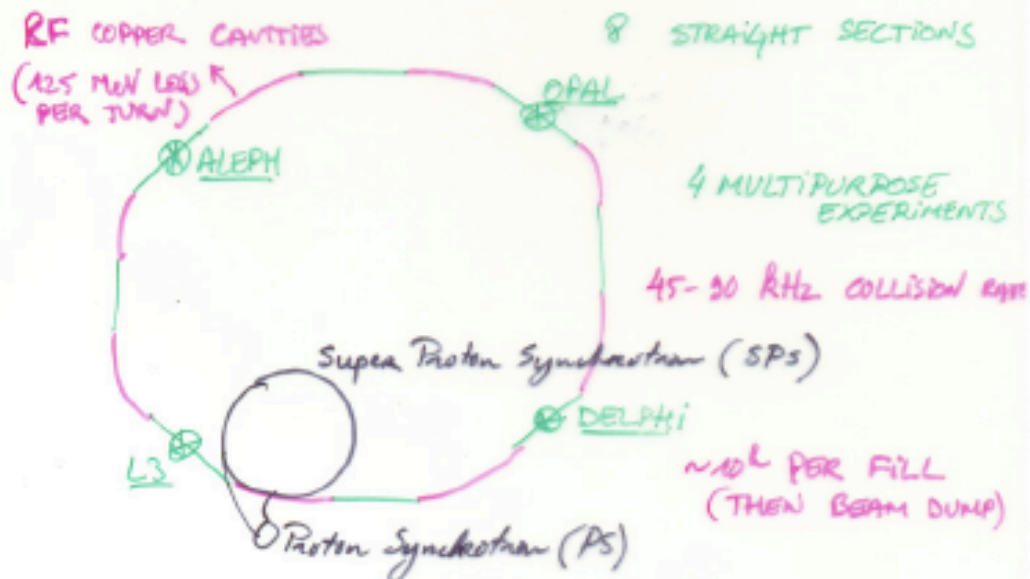 RF COPPER CAVITIES
(125 MeV LOSS
PER TURN)
8 STRAIGHT SECTIONS
OPAL
ALEPH
4 MULTIPURPOSE
EXPERIMENTS
45-90 kHz COLLISION RATE
Super Proton Synchrotron (SPS)
DELPHi
L3
~10h PER FILL
(THEN BEAM DUMP)
Proton Synchrotron (PS)